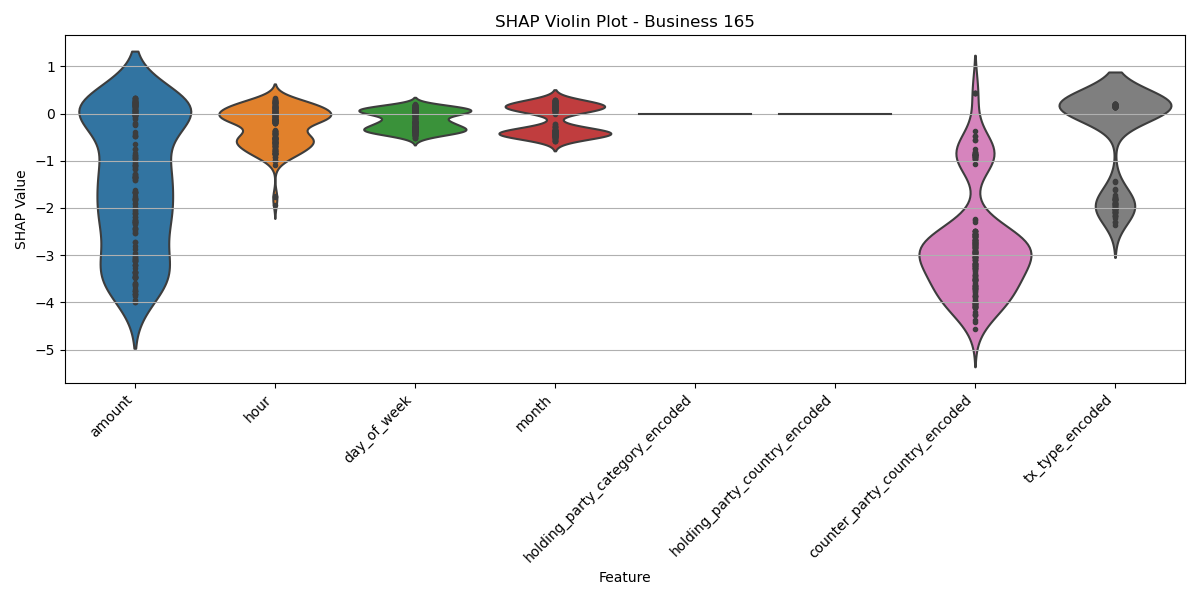 SHAP Violin Plot - Business 165
SHAP Value
1
0
−1
−2
−3
−4
−5
amount
hour
day_of_week
month
holding_party_category_encoded
holding_party_country_encoded
counter_party_country_encoded
tx_type_encoded
Feature